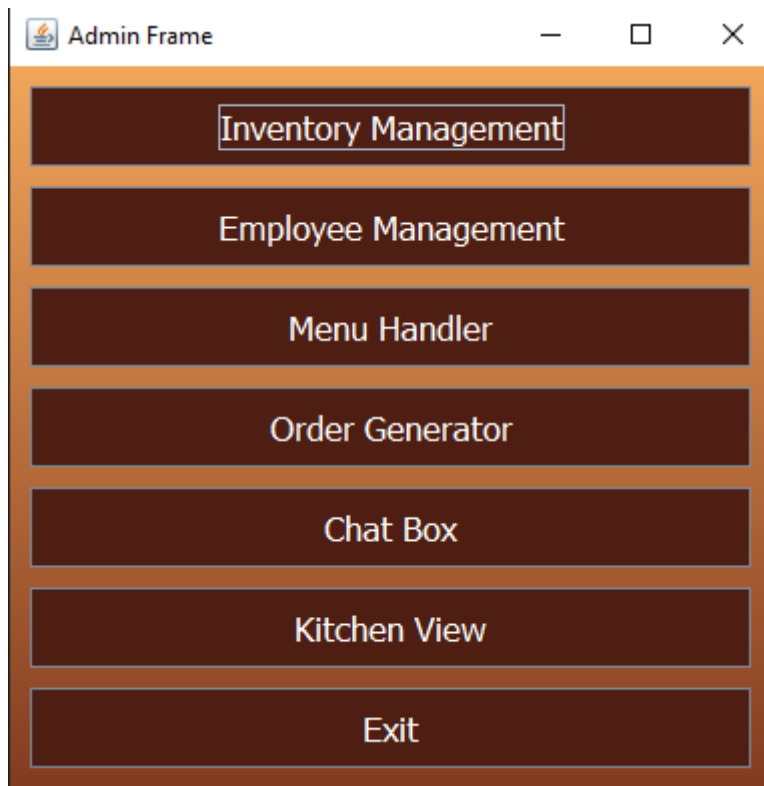 Admin Frame
Inventory Management
Employee Management
Menu Handler
Order Generator
Chat Box
Kitchen View
Exit